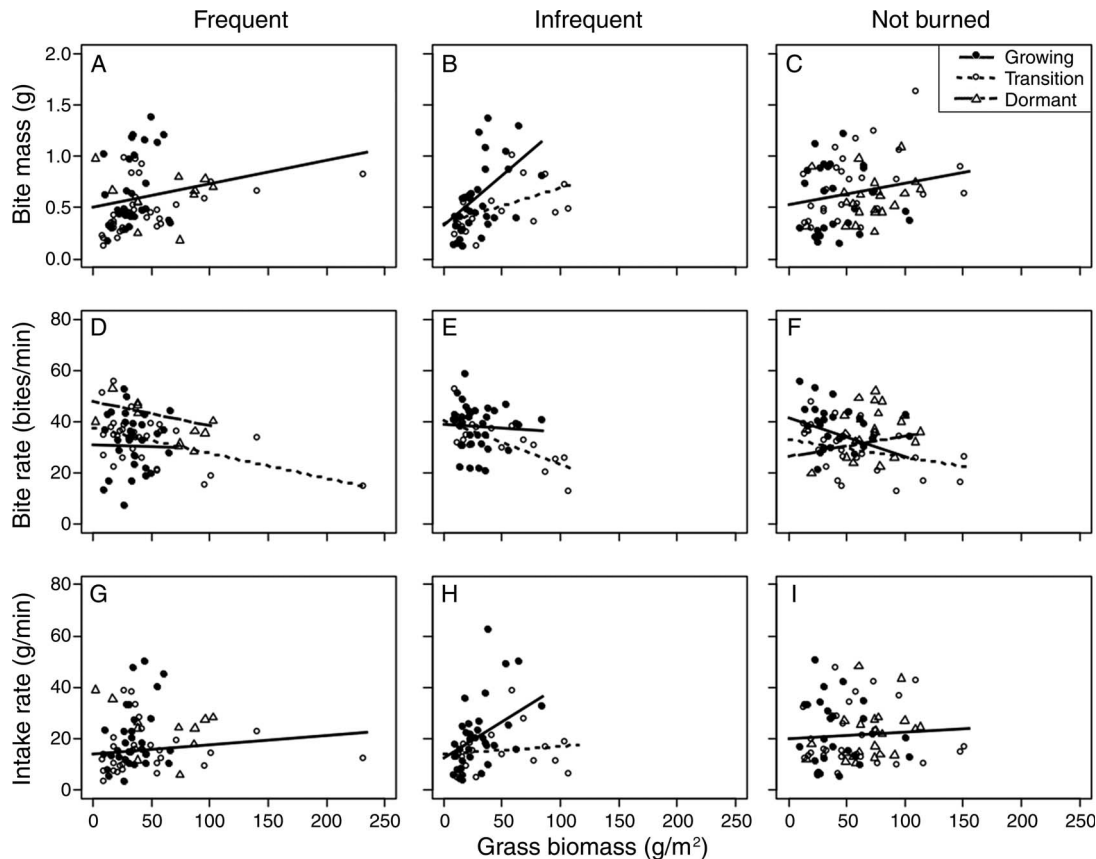 Frequent Infrequent Not burned
A B C
Growing
Transition
Dormant
Bite mass (g)
2.0
1.5
1.0
0.5
0.0
D E F
Bite rate (bites/min)
80
60
40
20
0
G H I
Intake rate (g/min)
80
60
40
20
0
0 50 100 150 200 250 0 50 100 150 200 250 0 50 100 150 200 250
Grass biomass (g/m²)